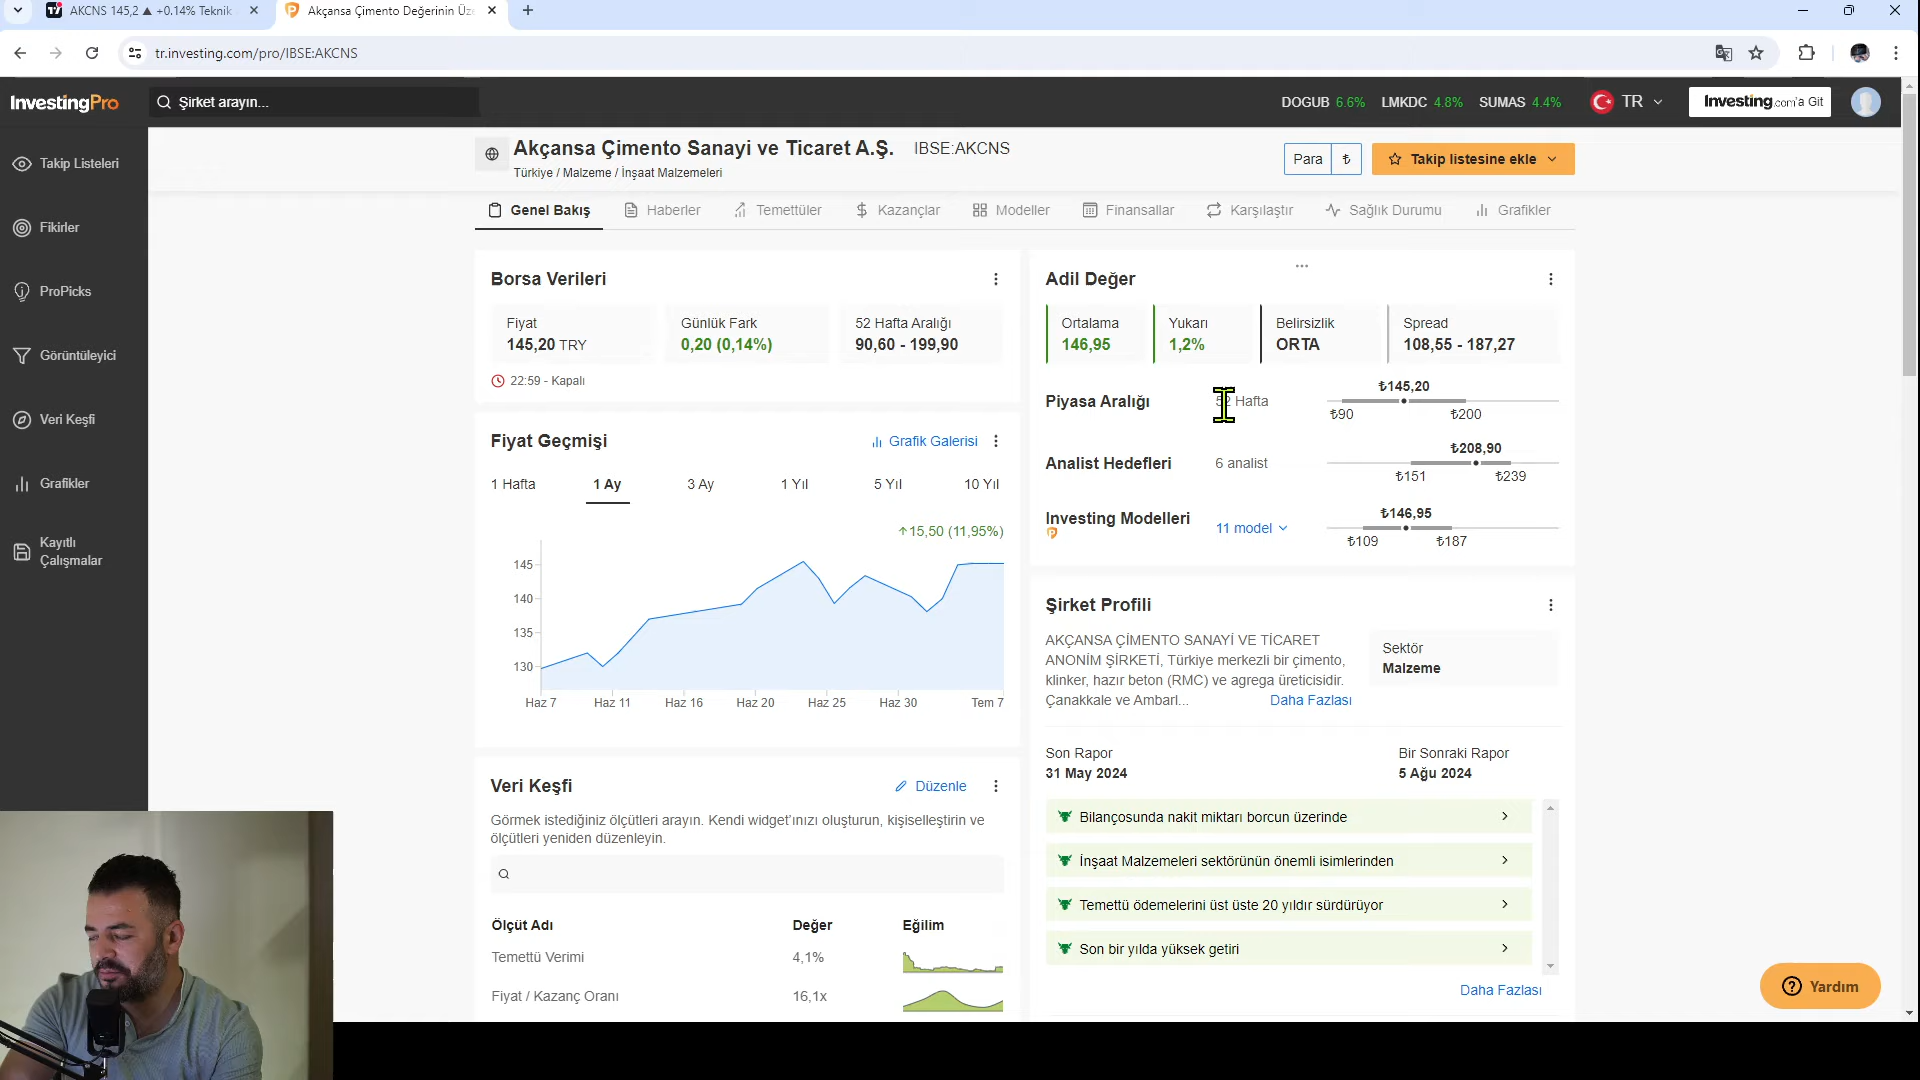 AKCNS 145,2 ▲ +0.14% Teknik
Akçansa Çimento Değerinin Üz
tr.investing.com/pro/IBSE:AKCNS
InvestingPro
Şirket arayın...
DOGUB 6.6% LMKDC 4.8% SUMAS 4.4%
TR
Investing.com'a Git
Takip Listeleri
Fikirler
ProPicks
Görüntüleyici
Veri Keşfi
Grafikler
Kayıtlı
Çalışmalar
Akçansa Çimento Sanayi ve Ticaret A.Ş. IBSE:AKCNS
Türkiye / Malzeme / İnşaat Malzemeleri
Para ₺
Takip listesine ekle
Genel Bakış Haberler Temettüler Kazançlar Modeller Finansallar Karşılaştır Sağlık Durumu Grafikler
Borsa Verileri
Fiyat
145,20 TRY
Günlük Fark
0,20 (0,14%)
52 Hafta Aralığı
90,60 - 199,90
22:59 - Kapalı
Fiyat Geçmişi
Grafik Galerisi
1 Hafta 1 Ay 3 Ay 1 Yıl 5 Yıl 10 Yıl
↑15,50 (11,95%)
145
140
135
130
Haz 7 Haz 11 Haz 16 Haz 20 Haz 25 Haz 30 Tem 7
Veri Keşfi
Düzenle
Görmek istediğiniz ölçütleri arayın. Kendi widget'ınızı oluşturun, kişiselleştirin ve
ölçütleri yeniden düzenleyin.
Ölçüt Adı Değer Eğilim
Temettü Verimi 4,1%
Fiyat / Kazanç Oranı 16,1x
Adil Değer
Ortalama
146,95
Yukarı
1,2%
Belirsizlik
ORTA
Spread
108,55 - 187,27
Piyasa Aralığı 52 Hafta
₺145,20
₺90 ₺200
Analist Hedefleri 6 analist
₺208,90
₺151 ₺239
Investing Modelleri 11 model
₺146,95
₺109 ₺187
Şirket Profili
AKÇANSA ÇİMENTO SANAYİ VE TİCARET
ANONİM ŞİRKETİ, Türkiye merkezli bir çimento,
klinker, hazır beton (RMC) ve agrega üreticisidir.
Çanakkale ve Ambarl... Daha Fazlası
Sektör
Malzeme
Son Rapor
31 May 2024
Bir Sonraki Rapor
5 Ağu 2024
Bilançosunda nakit miktarı borcun üzerinde
İnşaat Malzemeleri sektörünün önemli isimlerinden
Temettü ödemelerini üst üste 20 yıldır sürdürüyor
Son bir yılda yüksek getiri
Daha Fazlası
Yardım